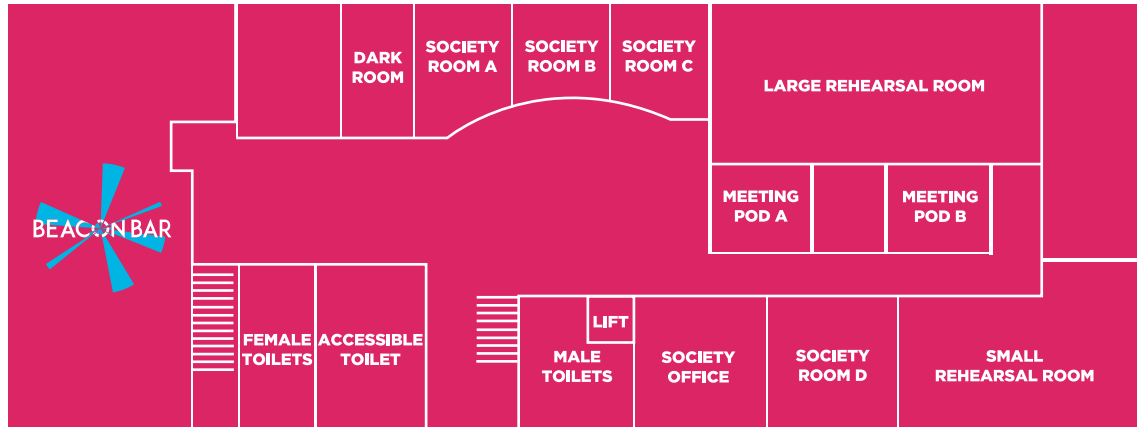 DARK
ROOM
SOCIETY
ROOM A
SOCIETY
ROOM B
SOCIETY
ROOM C
LARGE REHEARSAL ROOM
MEETING
POD A
MEETING
POD B
BEACON BAR
FEMALE
TOILETS
ACCESSIBLE
TOILET
LIFT
MALE
TOILETS
SOCIETY
OFFICE
SOCIETY
ROOM D
SMALL
REHEARSAL ROOM